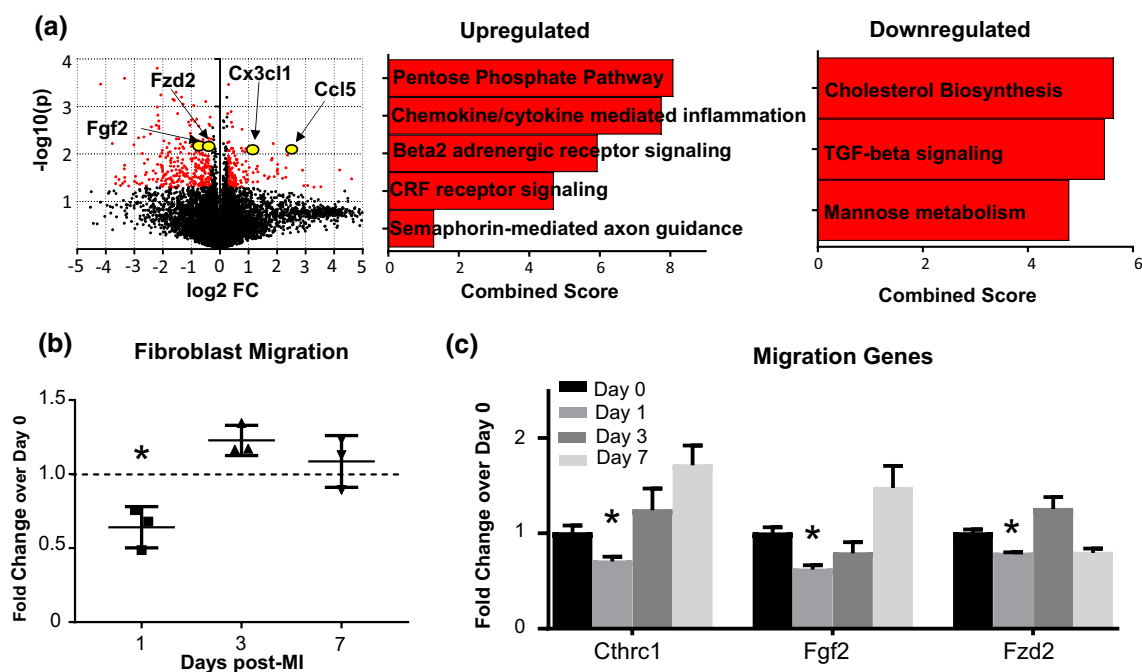 (a)
4
3
2
1
-log10(p)
Fzd2
Cx3cl1
Ccl5
Fgf2
-5 -4 -3 -2 -1 0 1 2 3 4 5
log2 FC
Upregulated
Pentose Phosphate Pathway
Chemokine/cytokine mediated inflammation
Beta2 adrenergic receptor signaling
CRF receptor signaling
Semaphorin-mediated axon guidance
0 2 4 6 8
Combined Score
Downregulated
Cholesterol Biosynthesis
TGF-beta signaling
Mannose metabolism
0 2 4 6
Combined Score
(b)
Fibroblast Migration
Fold Change over Day 0
1.5
1.0
0.5
0
*
1 3 7
Days post-MI
(c)
Migration Genes
Fold Change over Day 0
2
1
0
Day 0
Day 1
Day 3
Day 7
* * *
Cthrc1 Fgf2 Fzd2